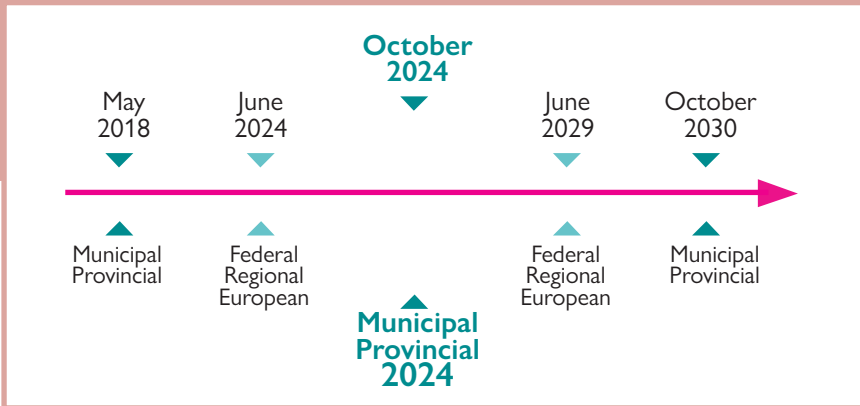 October
2024
May
2018
June
2024
June
2029
October
2030
Municipal
Provincial
Federal
Regional
European
Municipal
Provincial
2024
Federal
Regional
European
Municipal
Provincial